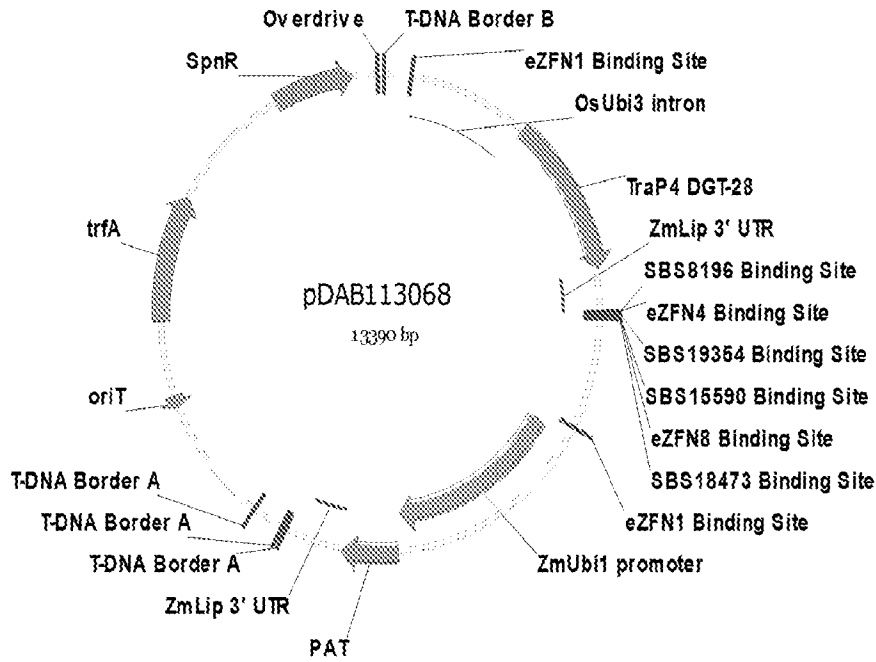 Overdrive
T-DNA Border B
SpnR
eZFN1 Binding Site
OsUbi3 intron
TraP4 DGT-28
trfA
ZmLip 3' UTR
pDAB113068
13390 bp
SBS8196 Binding Site
eZFN4 Binding Site
SBS19354 Binding Site
SBS15590 Binding Site
eZFN8 Binding Site
SBS18473 Binding Site
eZFN1 Binding Site
oriT
T-DNA Border A
T-DNA Border A
T-DNA Border A
ZmUbi1 promoter
ZmLip 3' UTR
PAT